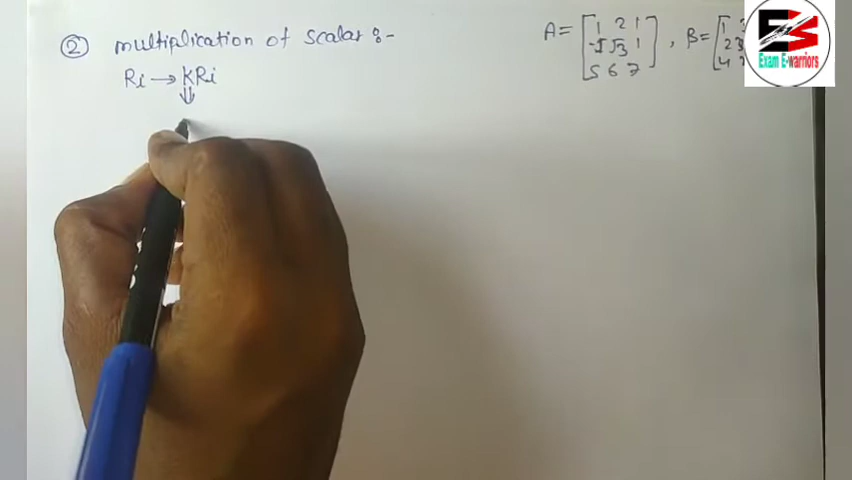 ② multiplication of scalar :-
Ri → KRi
⇓
A = [1 2 1
3 1
5 6 7] , B = [1
2 3
4
ES
Exam E-warriors